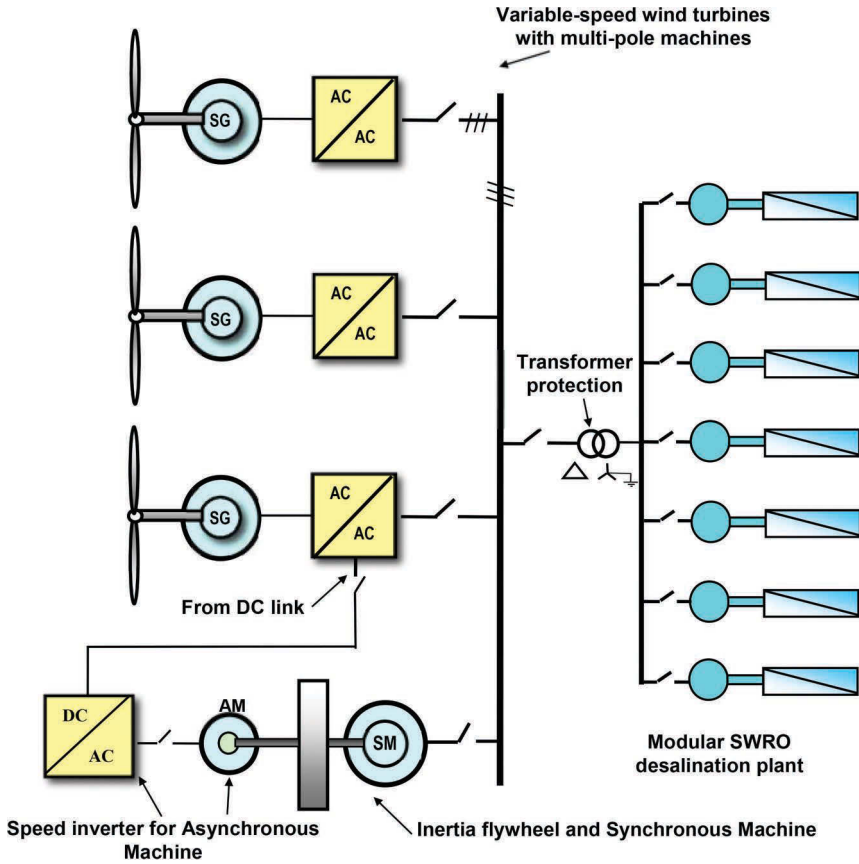 Variable-speed wind turbines
with multi-pole machines
SG
AC
AC
SG
AC
AC
Transformer
protection
SG
AC
AC
From DC link
DC
AC
AM
SM
Modular SWRO
desalination plant
Speed inverter for Asynchronous
Machine
Inertia flywheel and Synchronous Machine